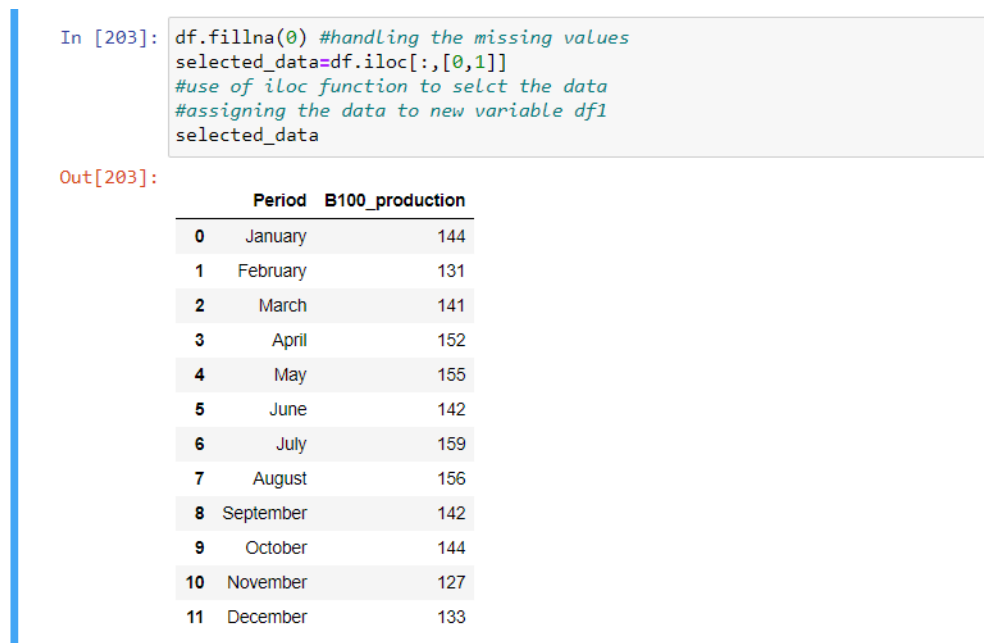 In [203]: df.fillna(0) #handling the missing values
selected_data=df.iloc[:,[0,1]]
#use of iloc function to selct the data
#assigning the data to new variable df1
selected_data
Out[203]:
Period B100_production
0 January 144
1 February 131
2 March 141
3 April 152
4 May 155
5 June 142
6 July 159
7 August 156
8 September 142
9 October 144
10 November 127
11 December 133